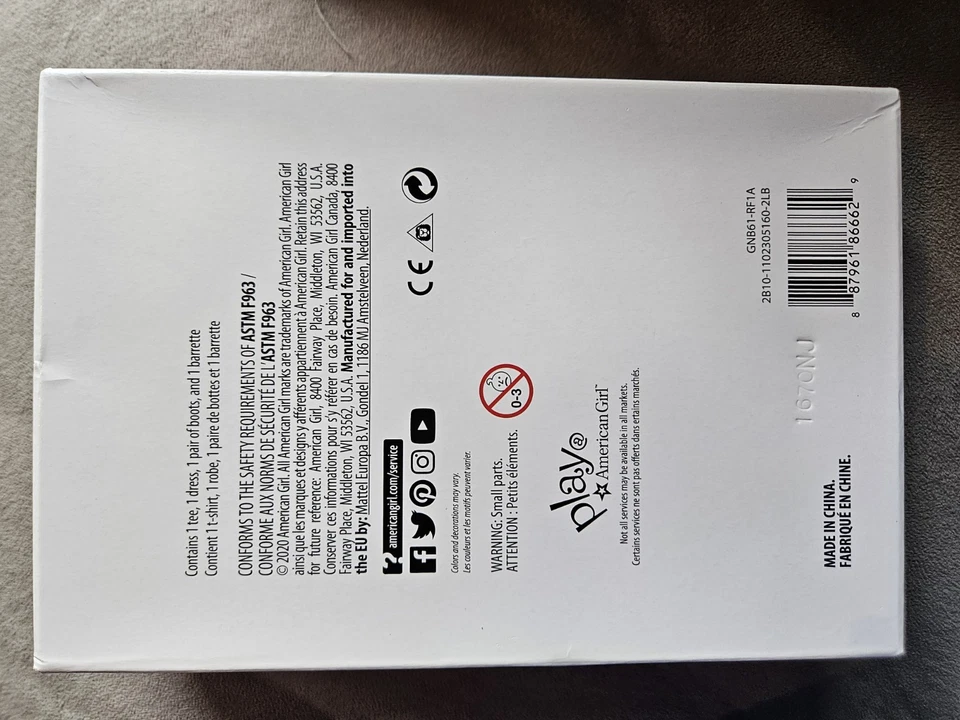 Contains 1 tee, 1 dress, 1 pair of boots, and 1 barrette
Contient 1 t-shirt, 1 robe, 1 paire de bottes et 1 barrette
CONFORMS TO THE SAFETY REQUIREMENTS OF ASTM F963 /
CONFORME AUX NORMS DE SÉCURITÉ DE L'ASTM F963
© 2020 American Girl. All American Girl marks are trademarks of American Girl. American Girl
ainsi que les marques et designs y afférents appartiennent à American Girl. Retain this address
for future reference: American Girl, 8400 Fairway Place, Middleton, WI 53562, U.S.A.
Conserver ces informations pour s'y référer en cas de besoin. American Girl Canada, 8400
Fairway Place, Middleton, WI 53562, U.S.A. Manufactured for and imported into
the EU by: Mattel Europa B.V., Gondel 1, 1186 MJ Amstelveen, Nederland.
? americangirl.com/service
CE
Colors and decorations may vary.
Les couleurs et les motifs peuvent varier.
WARNING: Small parts.
ATTENTION : Petits éléments.
0-3
play@
American Girl™
Not all services may be available in all markets.
Certains services ne sont pas offerts dans ertains marchés.
GNB61-RF1A
2B10-1102305160-2LB
8 87961 86662 9
167CNJ
MADE IN CHINA.
FABRIQUÉ EN CHINE.